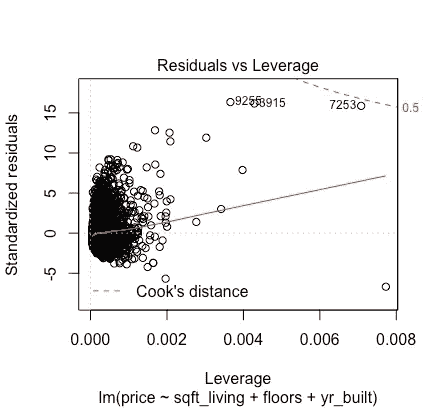 Residuals vs Leverage
Standardized residuals
15
10
5
0
-5
9255
3915
7253
0.5
Cook's distance
0.000
0.002
0.004
0.006
0.008
Leverage
lm(price ~ sqft_living + floors + yr_built)